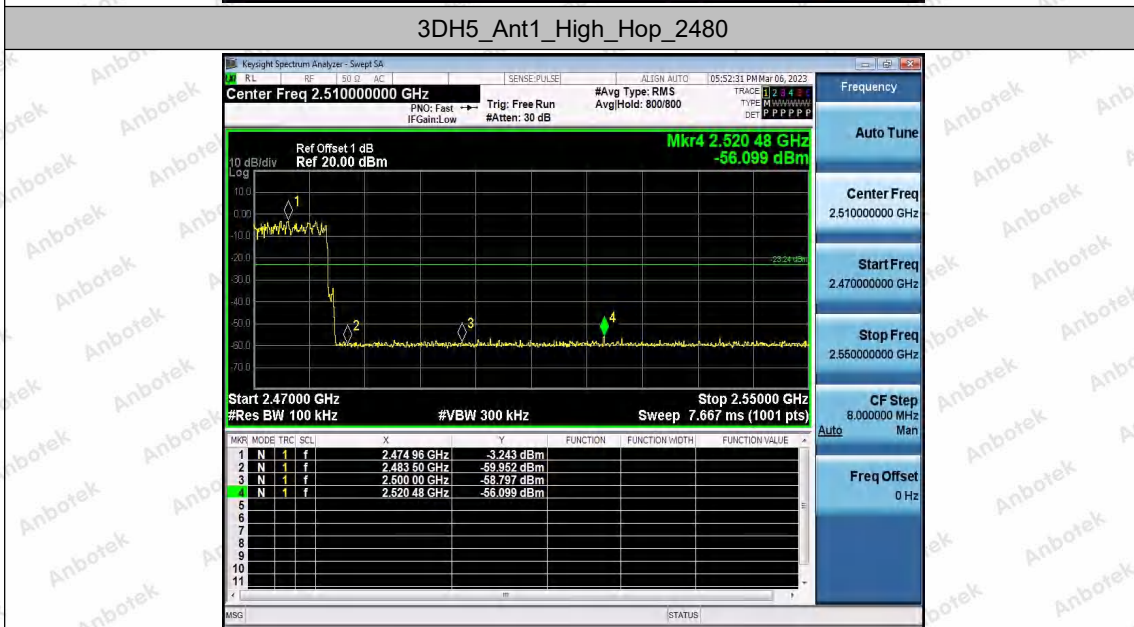 3DH5_Ant1_High_Hop_2480
Keysight Spectrum Analyzer - Swept SA
RL RF 50 Ω AC SENSE:PULSE ALIGN AUTO 05:52:31 PM Mar 06, 2023
Center Freq 2.510000000 GHz
PNO: Fast
IFGain:Low
Trig: Free Run
#Atten: 30 dB
#Avg Type: RMS
Avg|Hold: 800/800
TRACE 1 2 3 4 5 6
TYPE M W W W W W
DET P P P P P P
Mkr4 2.520 48 GHz
-56.099 dBm
Ref Offset 1 dB
10 dB/div Ref 20.00 dBm
Log
10.0
0.00
-10.0
-20.0
-30.0
-40.0
-50.0
-60.0
-70.0
1
2
3
4
-23.24 dBm
Start 2.47000 GHz Stop 2.55000 GHz
#Res BW 100 kHz #VBW 300 kHz Sweep 7.667 ms (1001 pts)
MKR MODE TRC SCL X Y FUNCTION FUNCTION WIDTH FUNCTION VALUE
1 N 1 f 2.474 96 GHz -3.243 dBm
2 N 1 f 2.483 50 GHz -59.952 dBm
3 N 1 f 2.500 00 GHz -58.797 dBm
4 N 1 f 2.520 48 GHz -56.099 dBm
5
6
7
8
9
10
11
MSG STATUS
Frequency
Auto Tune
Center Freq
2.510000000 GHz
Start Freq
2.470000000 GHz
Stop Freq
2.550000000 GHz
CF Step
8.000000 MHz
Auto Man
Freq Offset
0 Hz
Anbotek